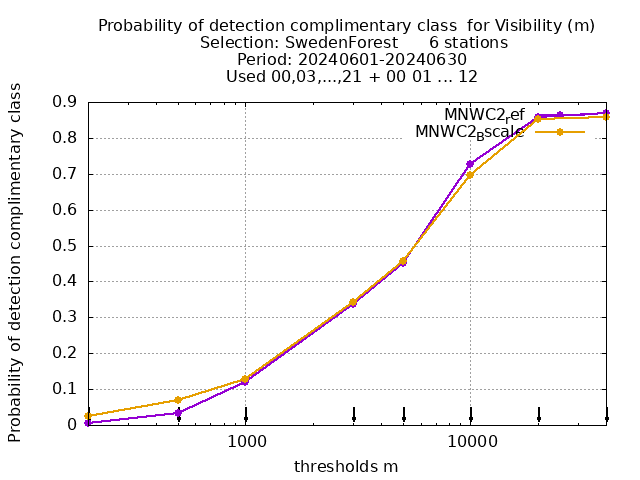 Probability of detection complimentary class  for Visibility (m)
Selection: SwedenForest      6 stations
Period: 20240601-20240630
Used 00,03,...,21 + 00 01 ... 12
Probability of detection complimentary class
MNWC2_ref
MNWC2_Bscale
0.9
0.8
0.7
0.6
0.5
0.4
0.3
0.2
0.1
0
1000 10000
thresholds m